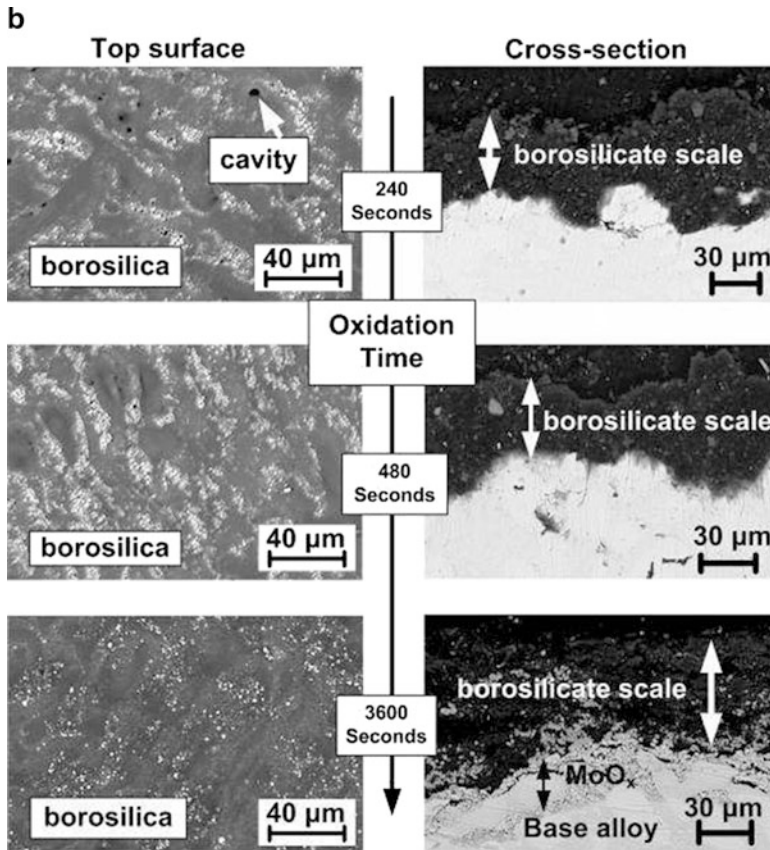 b
Top surface
Cross-section
cavity
borosilica
40 µm
240
Seconds
borosilicate scale
30 µm
Oxidation
Time
borosilica
40 µm
480
Seconds
borosilicate scale
30 µm
borosilica
40 µm
3600
Seconds
borosilicate scale
MoOₓ
Base alloy
30 µm